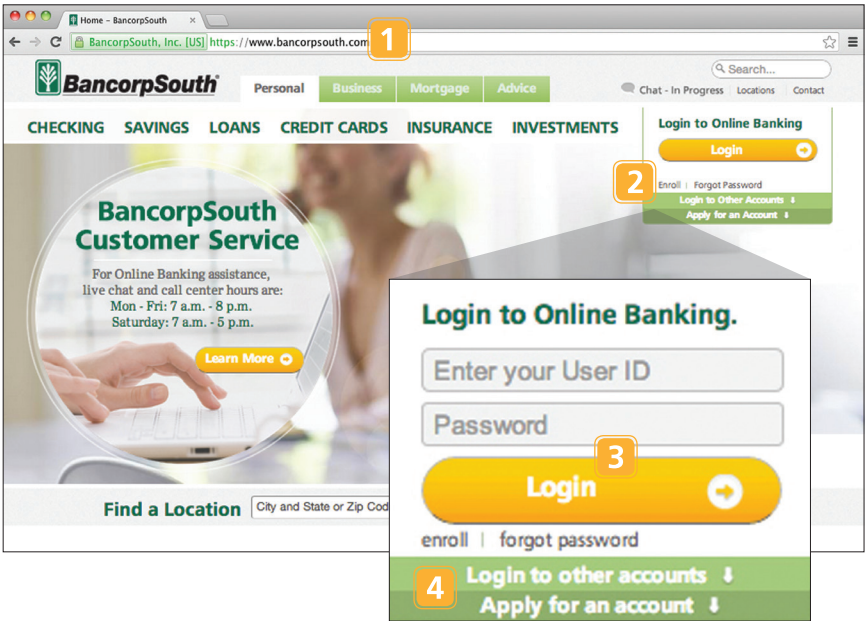 Home – BancorpSouth
BancorpSouth, Inc. [US] https://www.bancorpsouth.com
1
BancorpSouth
Personal
Business
Mortgage
Advice
Search...
Chat - In Progress
Locations
Contact
CHECKING SAVINGS LOANS CREDIT CARDS INSURANCE INVESTMENTS
Login to Online Banking
Login
2
Enroll | Forgot Password
Login to Other Accounts
Apply for an Account
BancorpSouth
Customer Service
For Online Banking assistance,
live chat and call center hours are:
Mon - Fri: 7 a.m. - 8 p.m.
Saturday: 7 a.m. - 5 p.m.
Learn More
Find a Location
City and State or Zip Cod
Login to Online Banking.
Enter your User ID
Password
3
Login
enroll | forgot password
4
Login to other accounts
Apply for an account